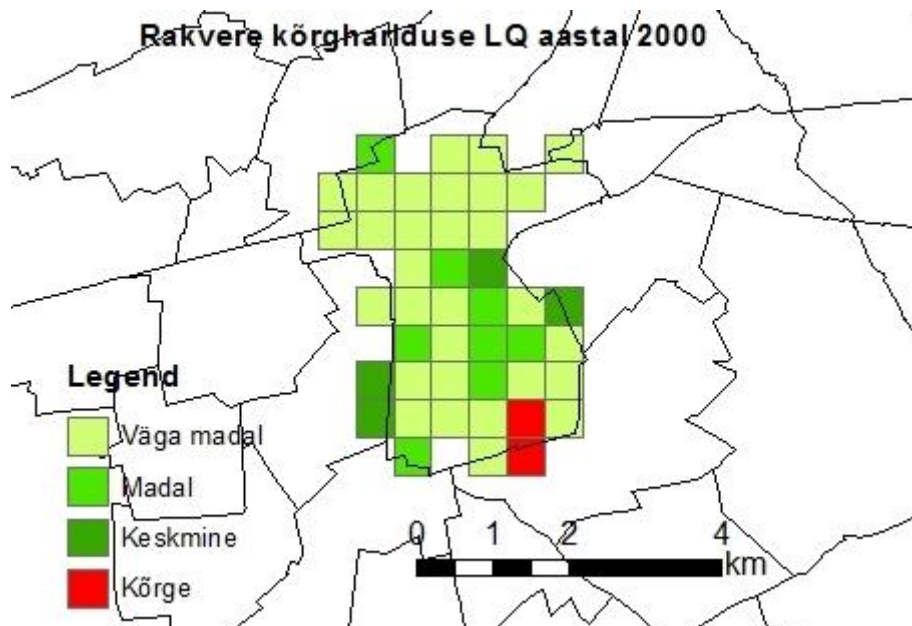 Rakvere kõrghariduse LQ aastal 2000
Legend
Väga madal
Madal
Keskmine
Kõrge
0 1 2 4
km